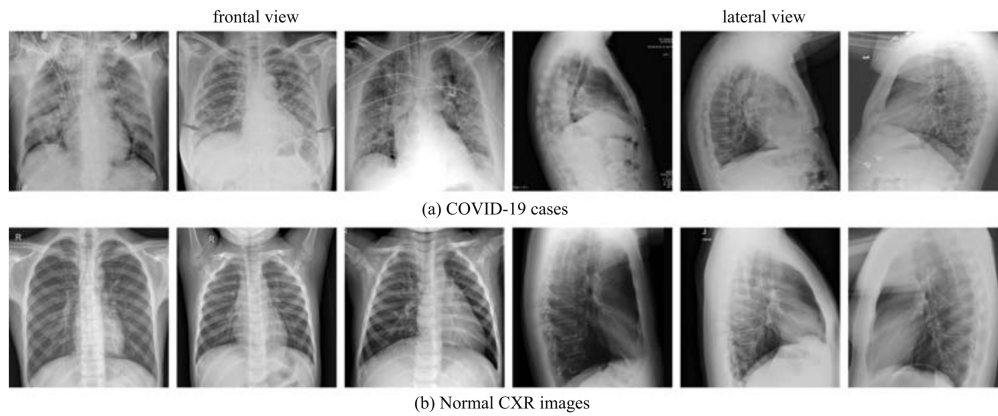 frontal view
lateral view
(a) COVID-19 cases
R
R
J
(b) Normal CXR images